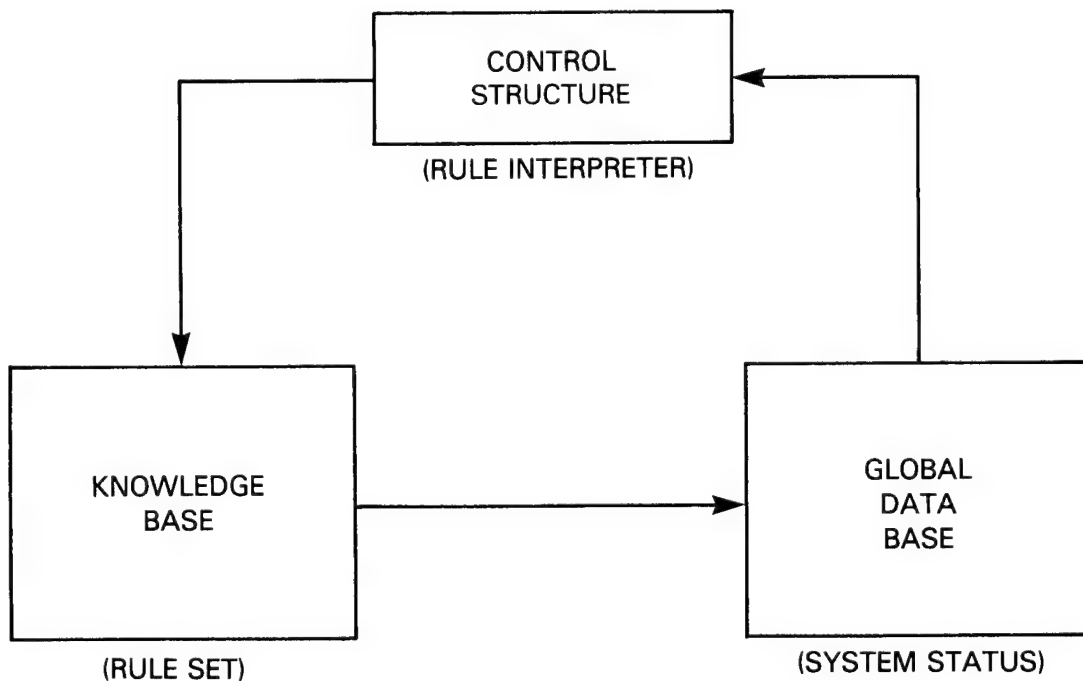 CONTROL
STRUCTURE
(RULE INTERPRETER)
KNOWLEDGE
BASE
(RULE SET)
GLOBAL
DATA
BASE
(SYSTEM STATUS)